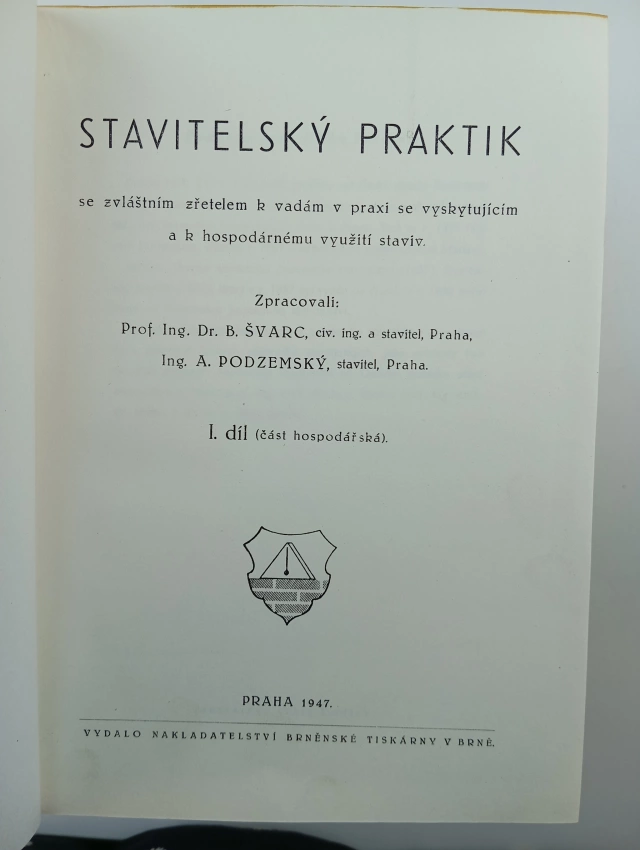 STAVITELSKÝ PRAKTIK
se zvláštním zřetelem k vadám v praxi se vyskytujícím
a k hospodárnému využití staviv.
Zpracovali:
Prof. Ing. Dr. B. ŠVARC, civ. ing. a stavitel, Praha,
Ing. A. PODZEMSKÝ, stavitel, Praha.
I. díl (část hospodářská).
PRAHA 1947.
VYDALO NAKLADATELSTVÍ BRNĚNSKÉ TISKÁRNY V BRNĚ.